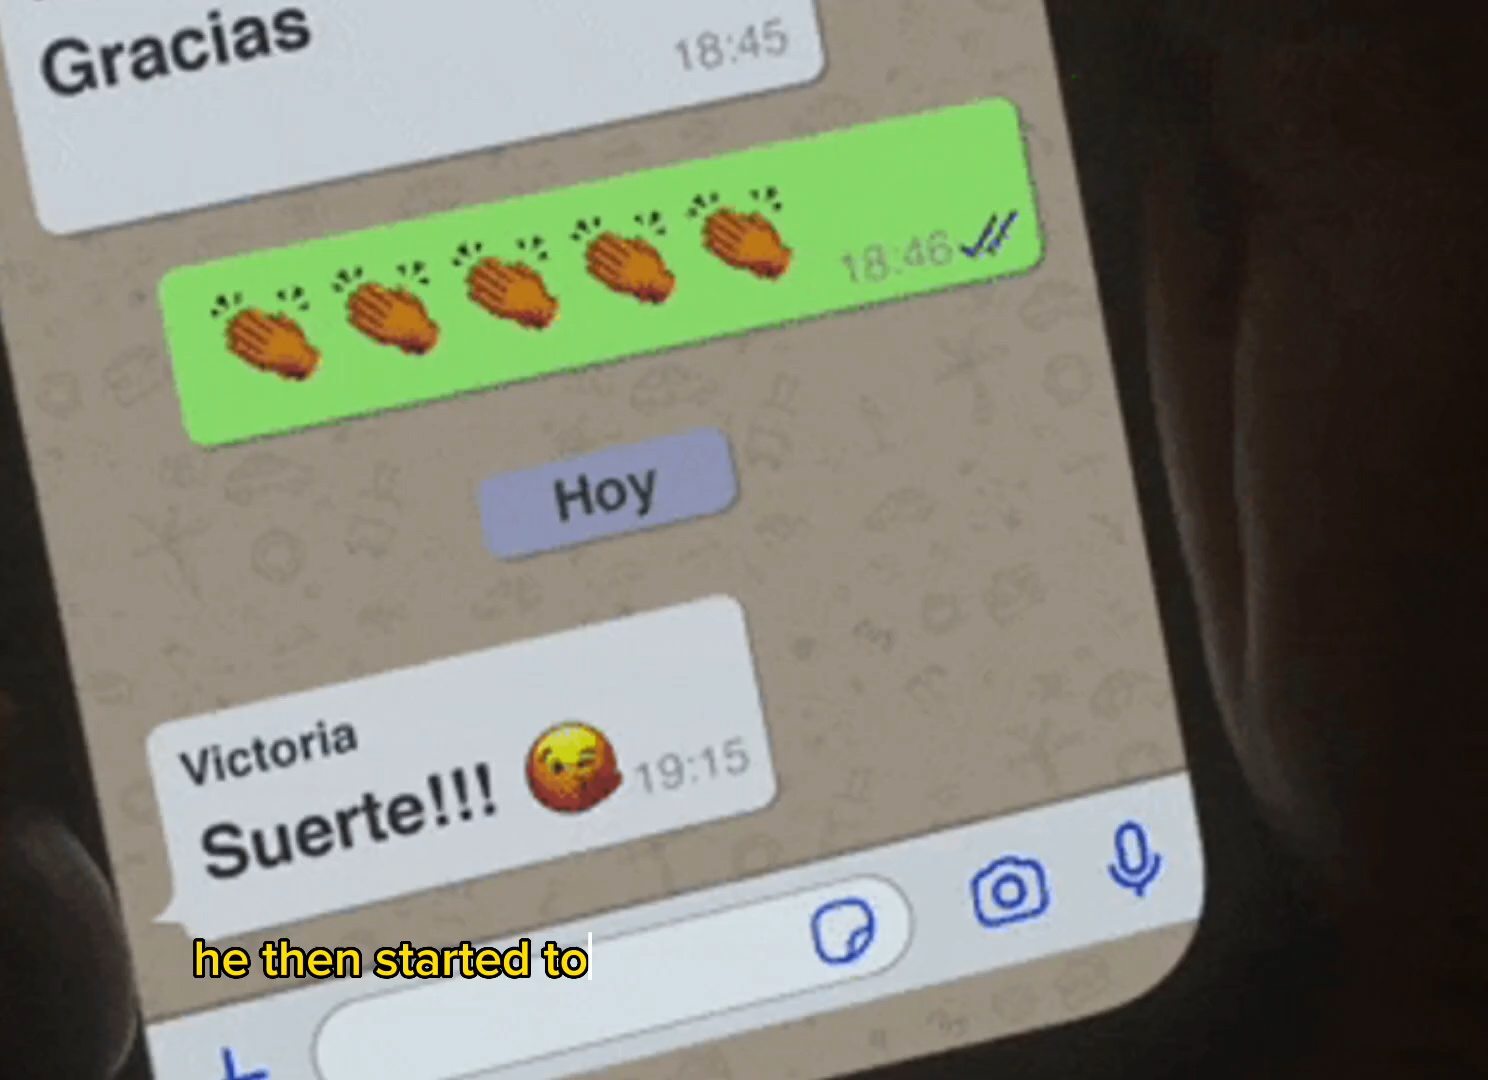 Gracias
18:45
👏👏👏👏👏 18:46
Hoy
Victoria
Suerte!!! 😘 19:15
he then started to